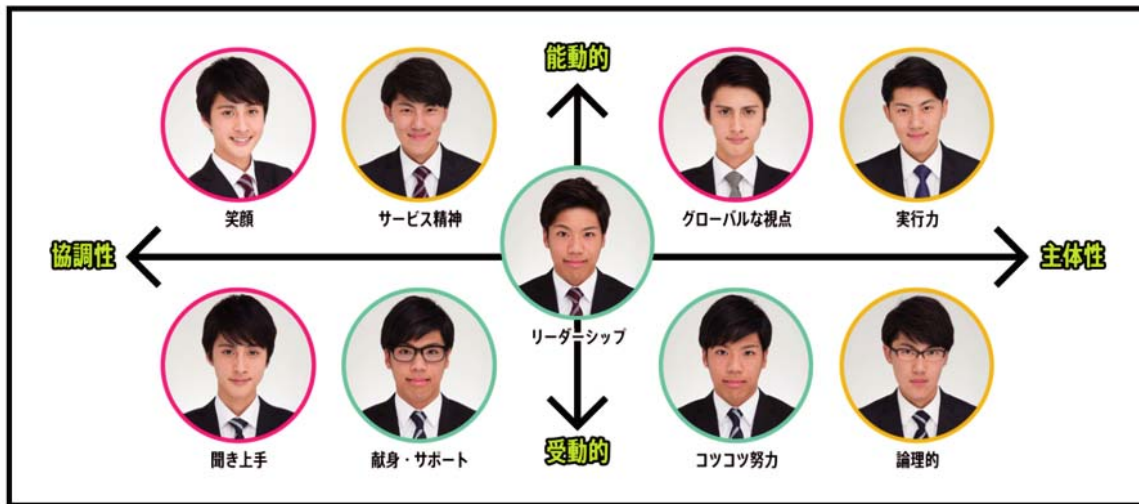 能動的
笑顔
サービス精神
グローバルな視点
実行力
協調性
主体性
リーダーシップ
聞き上手
献身・サポート
コツコツ努力
論理的
受動的